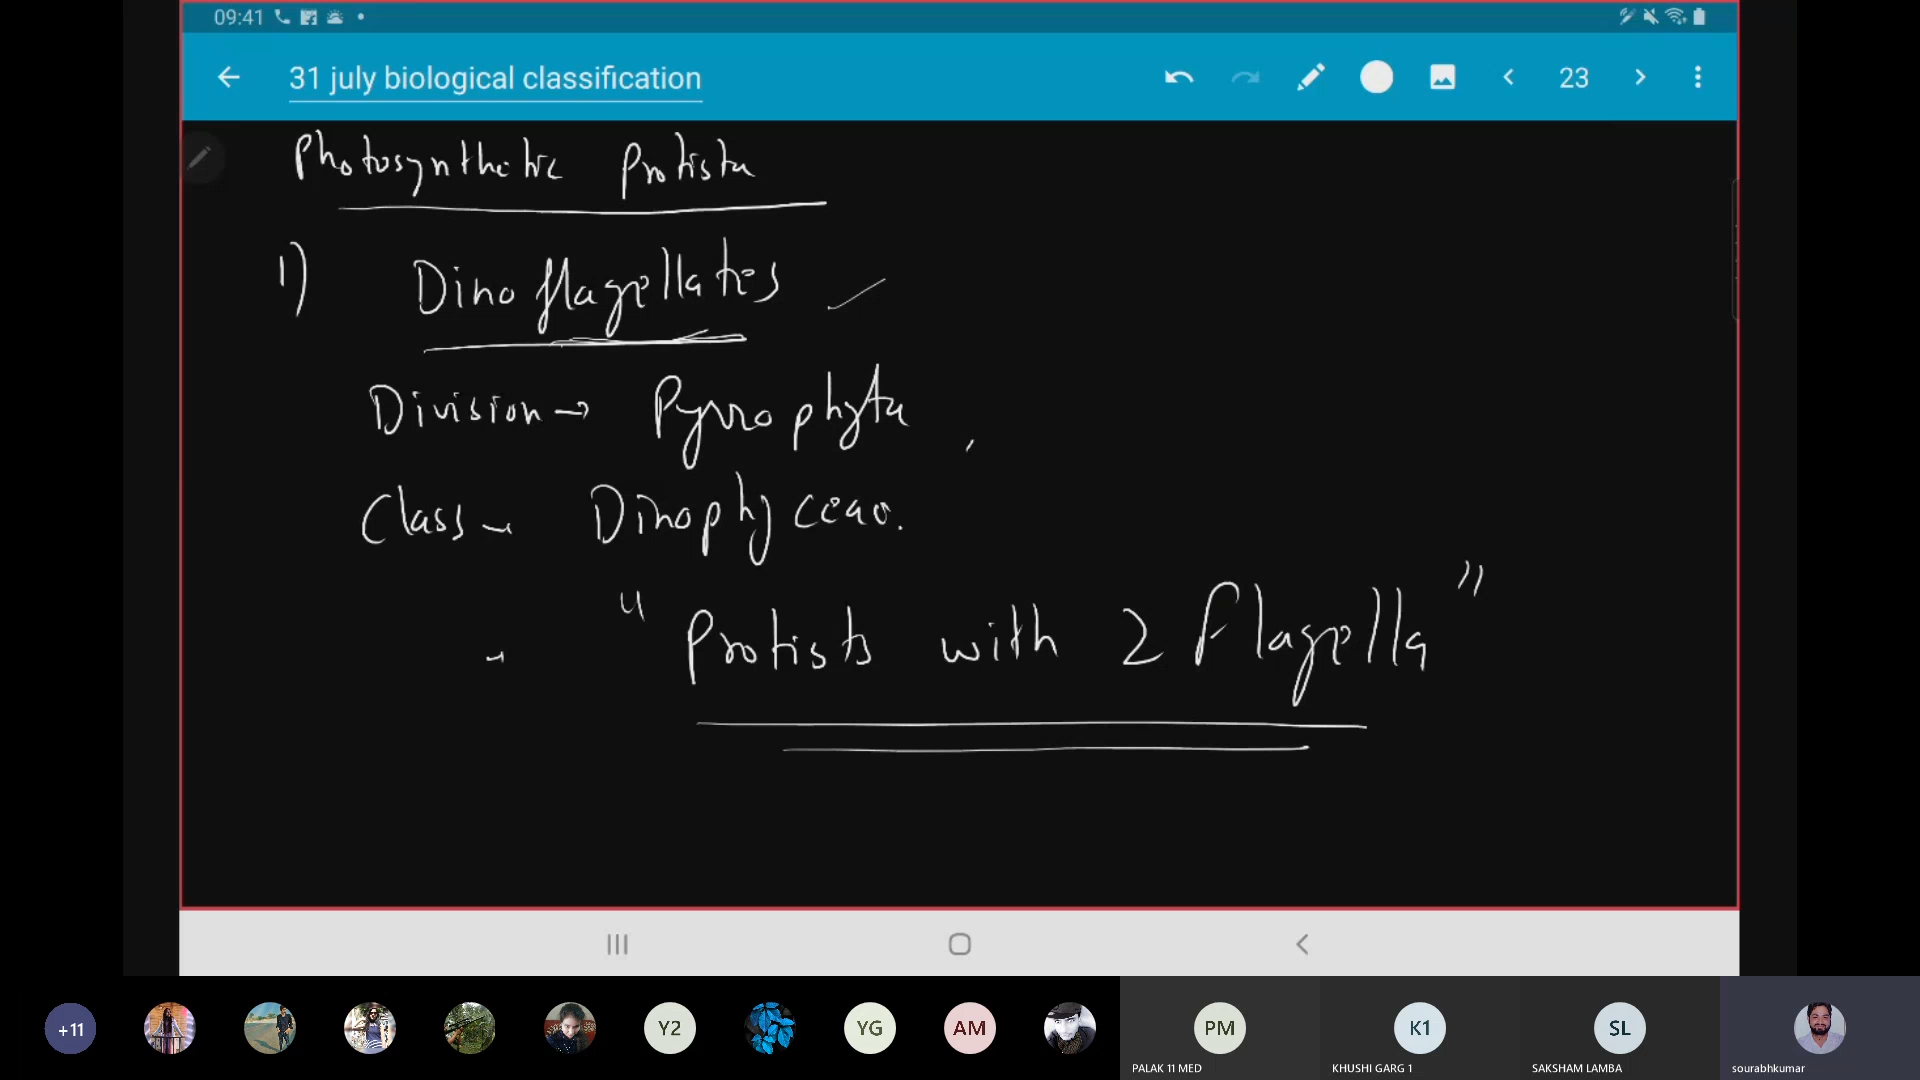 09:41
31 july biological classification
23
Photosynthetic Protista
1) Dinoflagellates
Division → Pyrrophyta
Class → Dinophyceae.
→ "Protists with 2 flagella"
+11
Y2
YG
AM
PM
K1
SL
PALAK 11 MED
KHUSHI GARG 1
SAKSHAM LAMBA
sourabhkumar